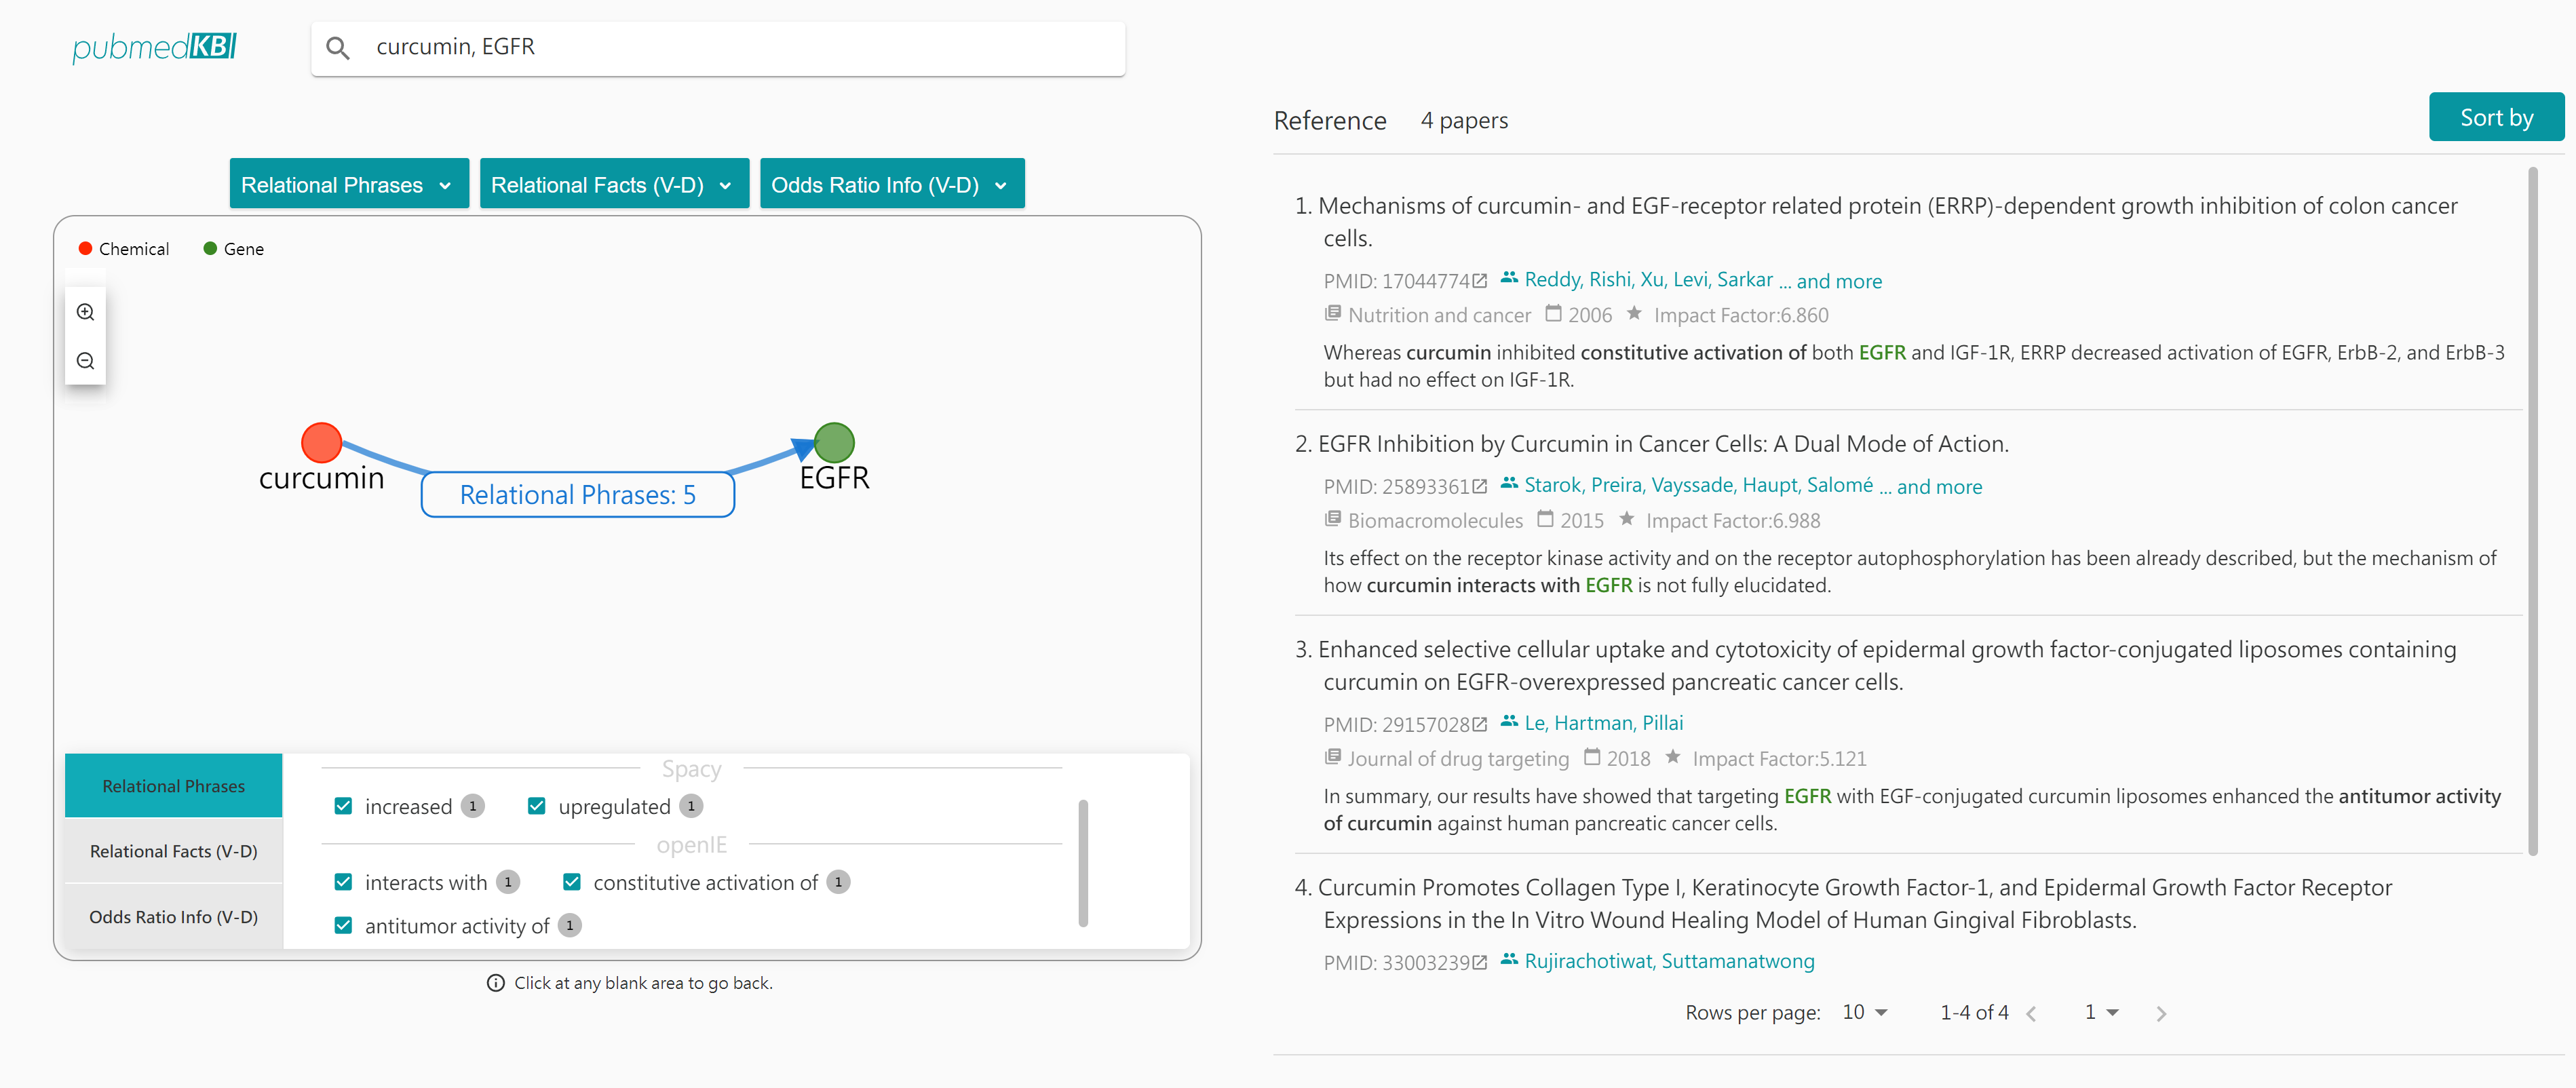 pubmedKB
curcumin, EGFR
Relational Phrases
Relational Facts (V-D)
Odds Ratio Info (V-D)
Chemical
Gene
curcumin
Relational Phrases: 5
EGFR
Relational Phrases
Relational Facts (V-D)
Odds Ratio Info (V-D)
Spacy
increased 1
upregulated 1
openIE
interacts with 1
constitutive activation of 1
antitumor activity of 1
Click at any blank area to go back.
Reference 4 papers
Sort by
1. Mechanisms of curcumin- and EGF-receptor related protein (ERRP)-dependent growth inhibition of colon cancer
cells.
PMID: 17044774 Reddy, Rishi, Xu, Levi, Sarkar ... and more
Nutrition and cancer 2006 Impact Factor:6.860
Whereas curcumin inhibited constitutive activation of both EGFR and IGF-1R, ERRP decreased activation of EGFR, ErbB-2, and ErbB-3
but had no effect on IGF-1R.
2. EGFR Inhibition by Curcumin in Cancer Cells: A Dual Mode of Action.
PMID: 25893361 Starok, Preira, Vayssade, Haupt, Salomé ... and more
Biomacromolecules 2015 Impact Factor:6.988
Its effect on the receptor kinase activity and on the receptor autophosphorylation has been already described, but the mechanism of
how curcumin interacts with EGFR is not fully elucidated.
3. Enhanced selective cellular uptake and cytotoxicity of epidermal growth factor-conjugated liposomes containing
curcumin on EGFR-overexpressed pancreatic cancer cells.
PMID: 29157028 Le, Hartman, Pillai
Journal of drug targeting 2018 Impact Factor:5.121
In summary, our results have showed that targeting EGFR with EGF-conjugated curcumin liposomes enhanced the antitumor activity
of curcumin against human pancreatic cancer cells.
4. Curcumin Promotes Collagen Type I, Keratinocyte Growth Factor-1, and Epidermal Growth Factor Receptor
Expressions in the In Vitro Wound Healing Model of Human Gingival Fibroblasts.
PMID: 33003239 Rujirachotiwat, Suttamanatwong
Rows per page: 10 1-4 of 4 1